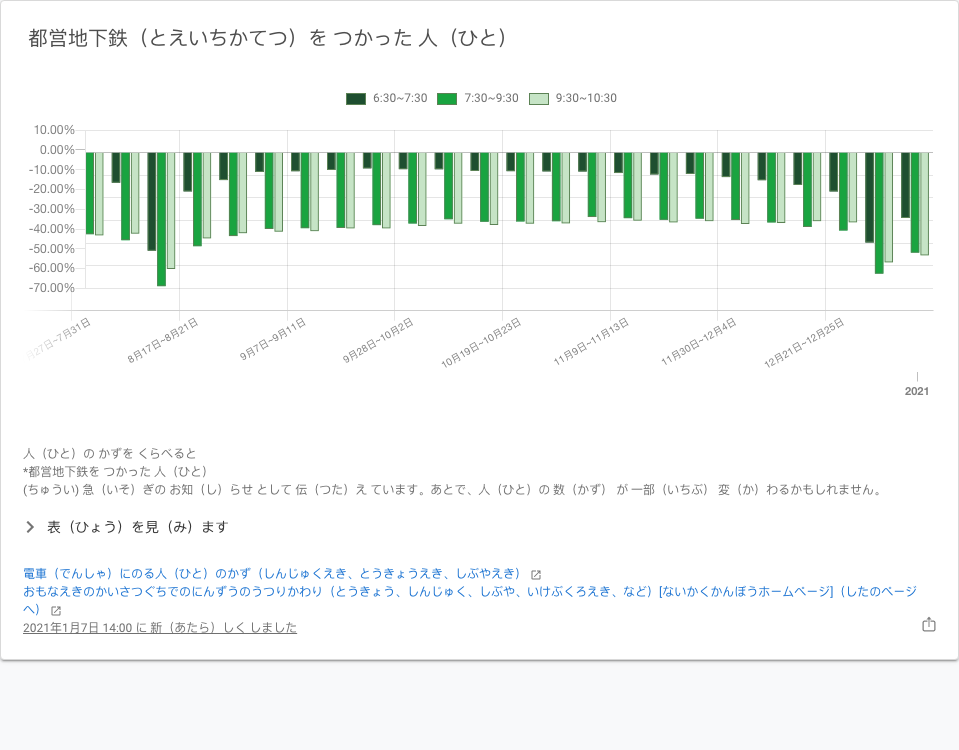 都営地下鉄（とえいちかてつ）を つかった 人（ひと）
6:30~7:30 7:30~9:30 9:30~10:30
10.00%
0.00%
-10.00%
-20.00%
-30.00%
-40.00%
-50.00%
-60.00%
-70.00%
27日~7月31日 8月17日~8月21日 9月7日~9月11日 9月28日~10月2日 10月19日~10月23日 11月9日~11月13日 11月30日~12月4日 12月21日~12月25日
2021
人（ひと）の かずを くらべると
*都営地下鉄を つかった 人（ひと）
(ちゅうい) 急（いそ）ぎの お知（し）らせ として 伝（つた）え ています。あとで、人（ひと）の 数（かず） が 一部（いちぶ） 変（か）わるかもしれません。
表（ひょう）を見（み）ます
電車（でんしゃ）にのる人（ひと）のかず（しんじゅくえき、とうきょうえき、しぶやえき）
おもなえきのかいさつぐちでのにんずうのうつりかわり（とうきょう、しんじゅく、しぶや、いけぶくろえき、など）[ないかくかんぼうホームページ]（したのページ
へ）
2021年1月7日 14:00 に 新（あたら）しく しました